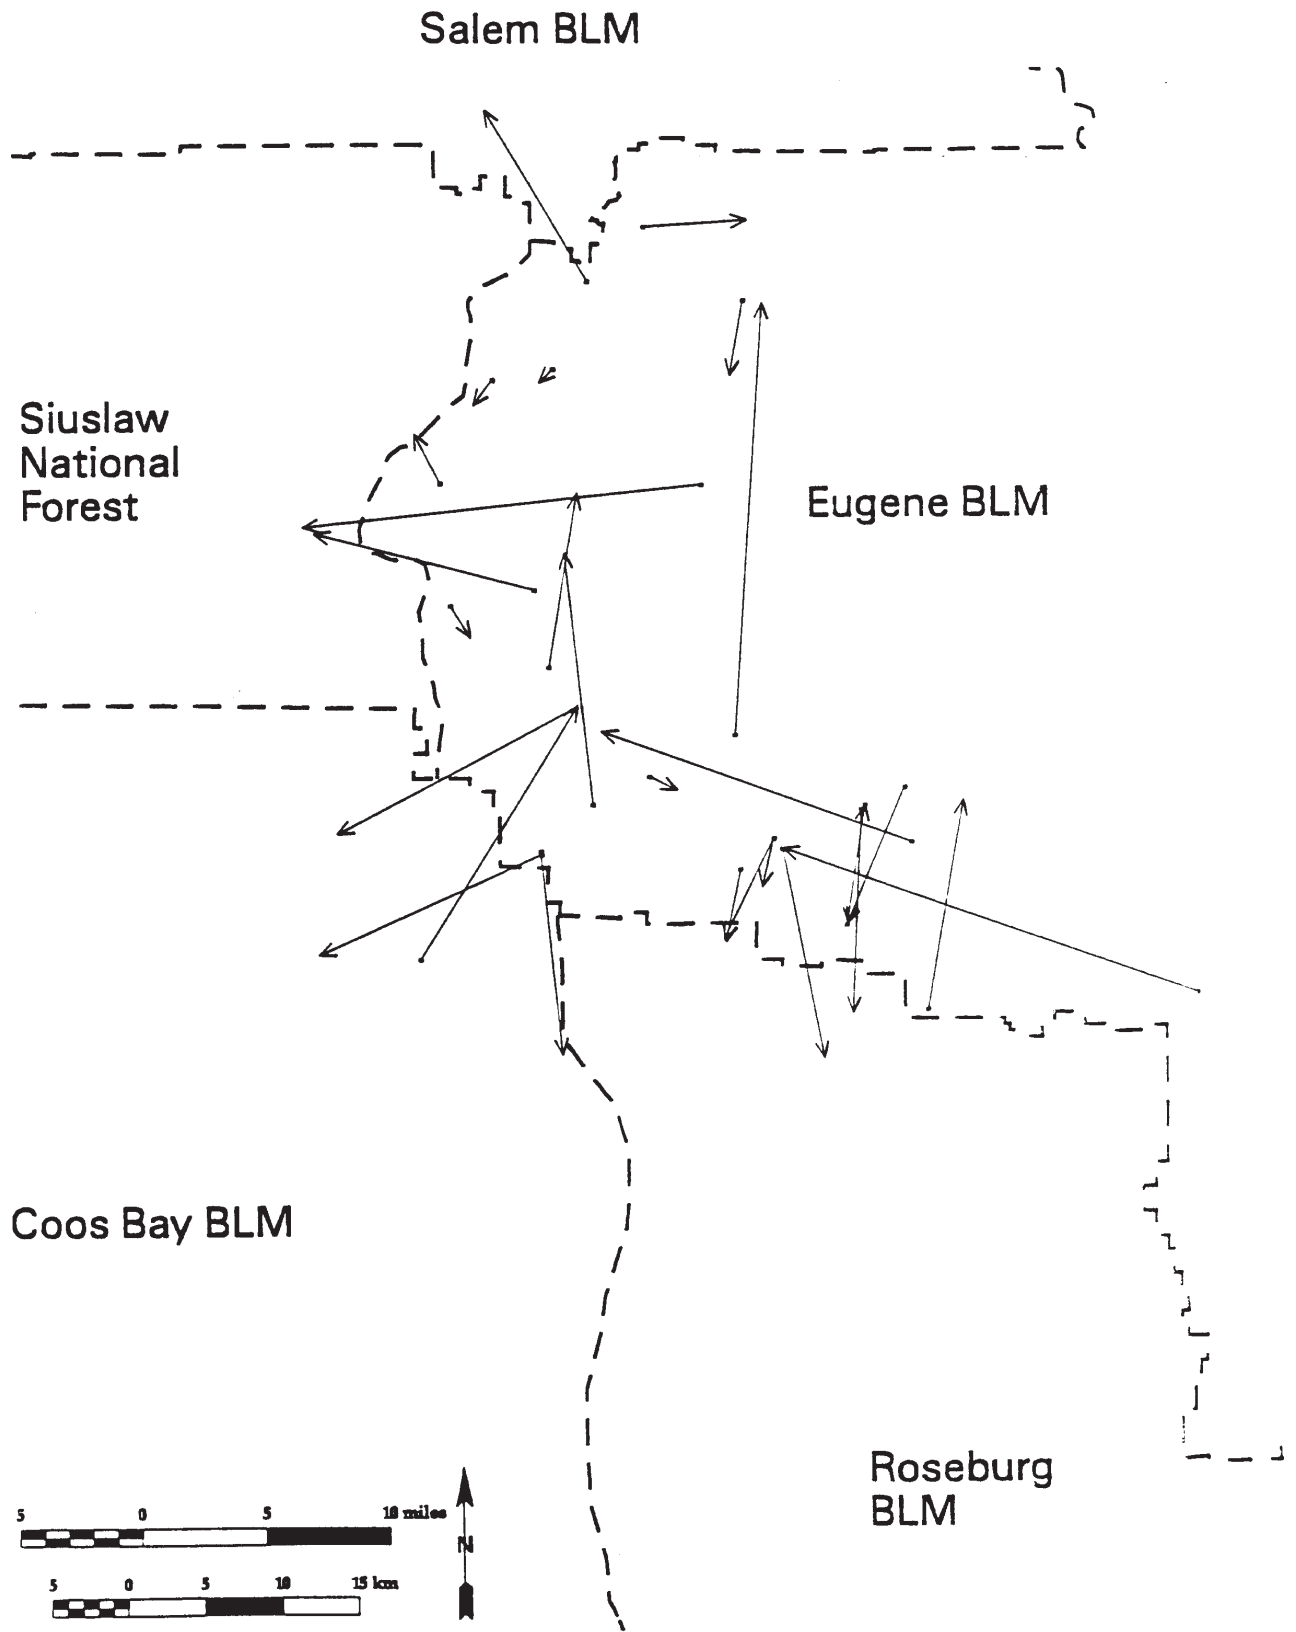 Salem BLM
Siuslaw
National
Forest
Eugene BLM
Coos Bay BLM
Roseburg
BLM
5 0 5 10 miles
N
5 0 5 10 15 km